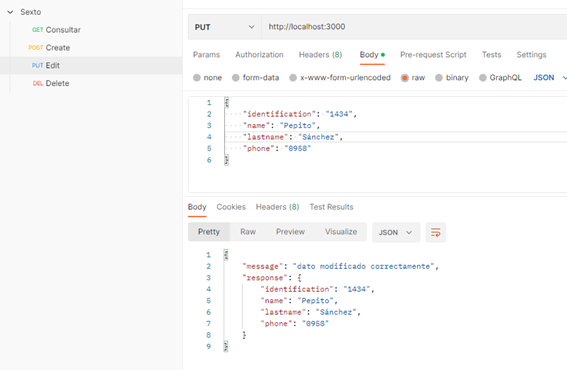 Sexto
GET Consultar
POST Create
PUT Edit
DEL Delete
PUT http://localhost:3000
Params Authorization Headers (8) Body Pre-request Script Tests Settings
none form-data x-www-form-urlencoded raw binary GraphQL JSON
1
2 "identification": "1434",
3 "name": "Pepito",
4 "lastname": "Sánchez",
5 "phone": "0958"
6
Body Cookies Headers (8) Test Results
Pretty Raw Preview Visualize JSON
1
2 "message": "dato modificado correctamente",
3 "response": {
4 "identification": "1434",
5 "name": "Pepito",
6 "lastname": "Sánchez",
7 "phone": "0958"
8 }
9